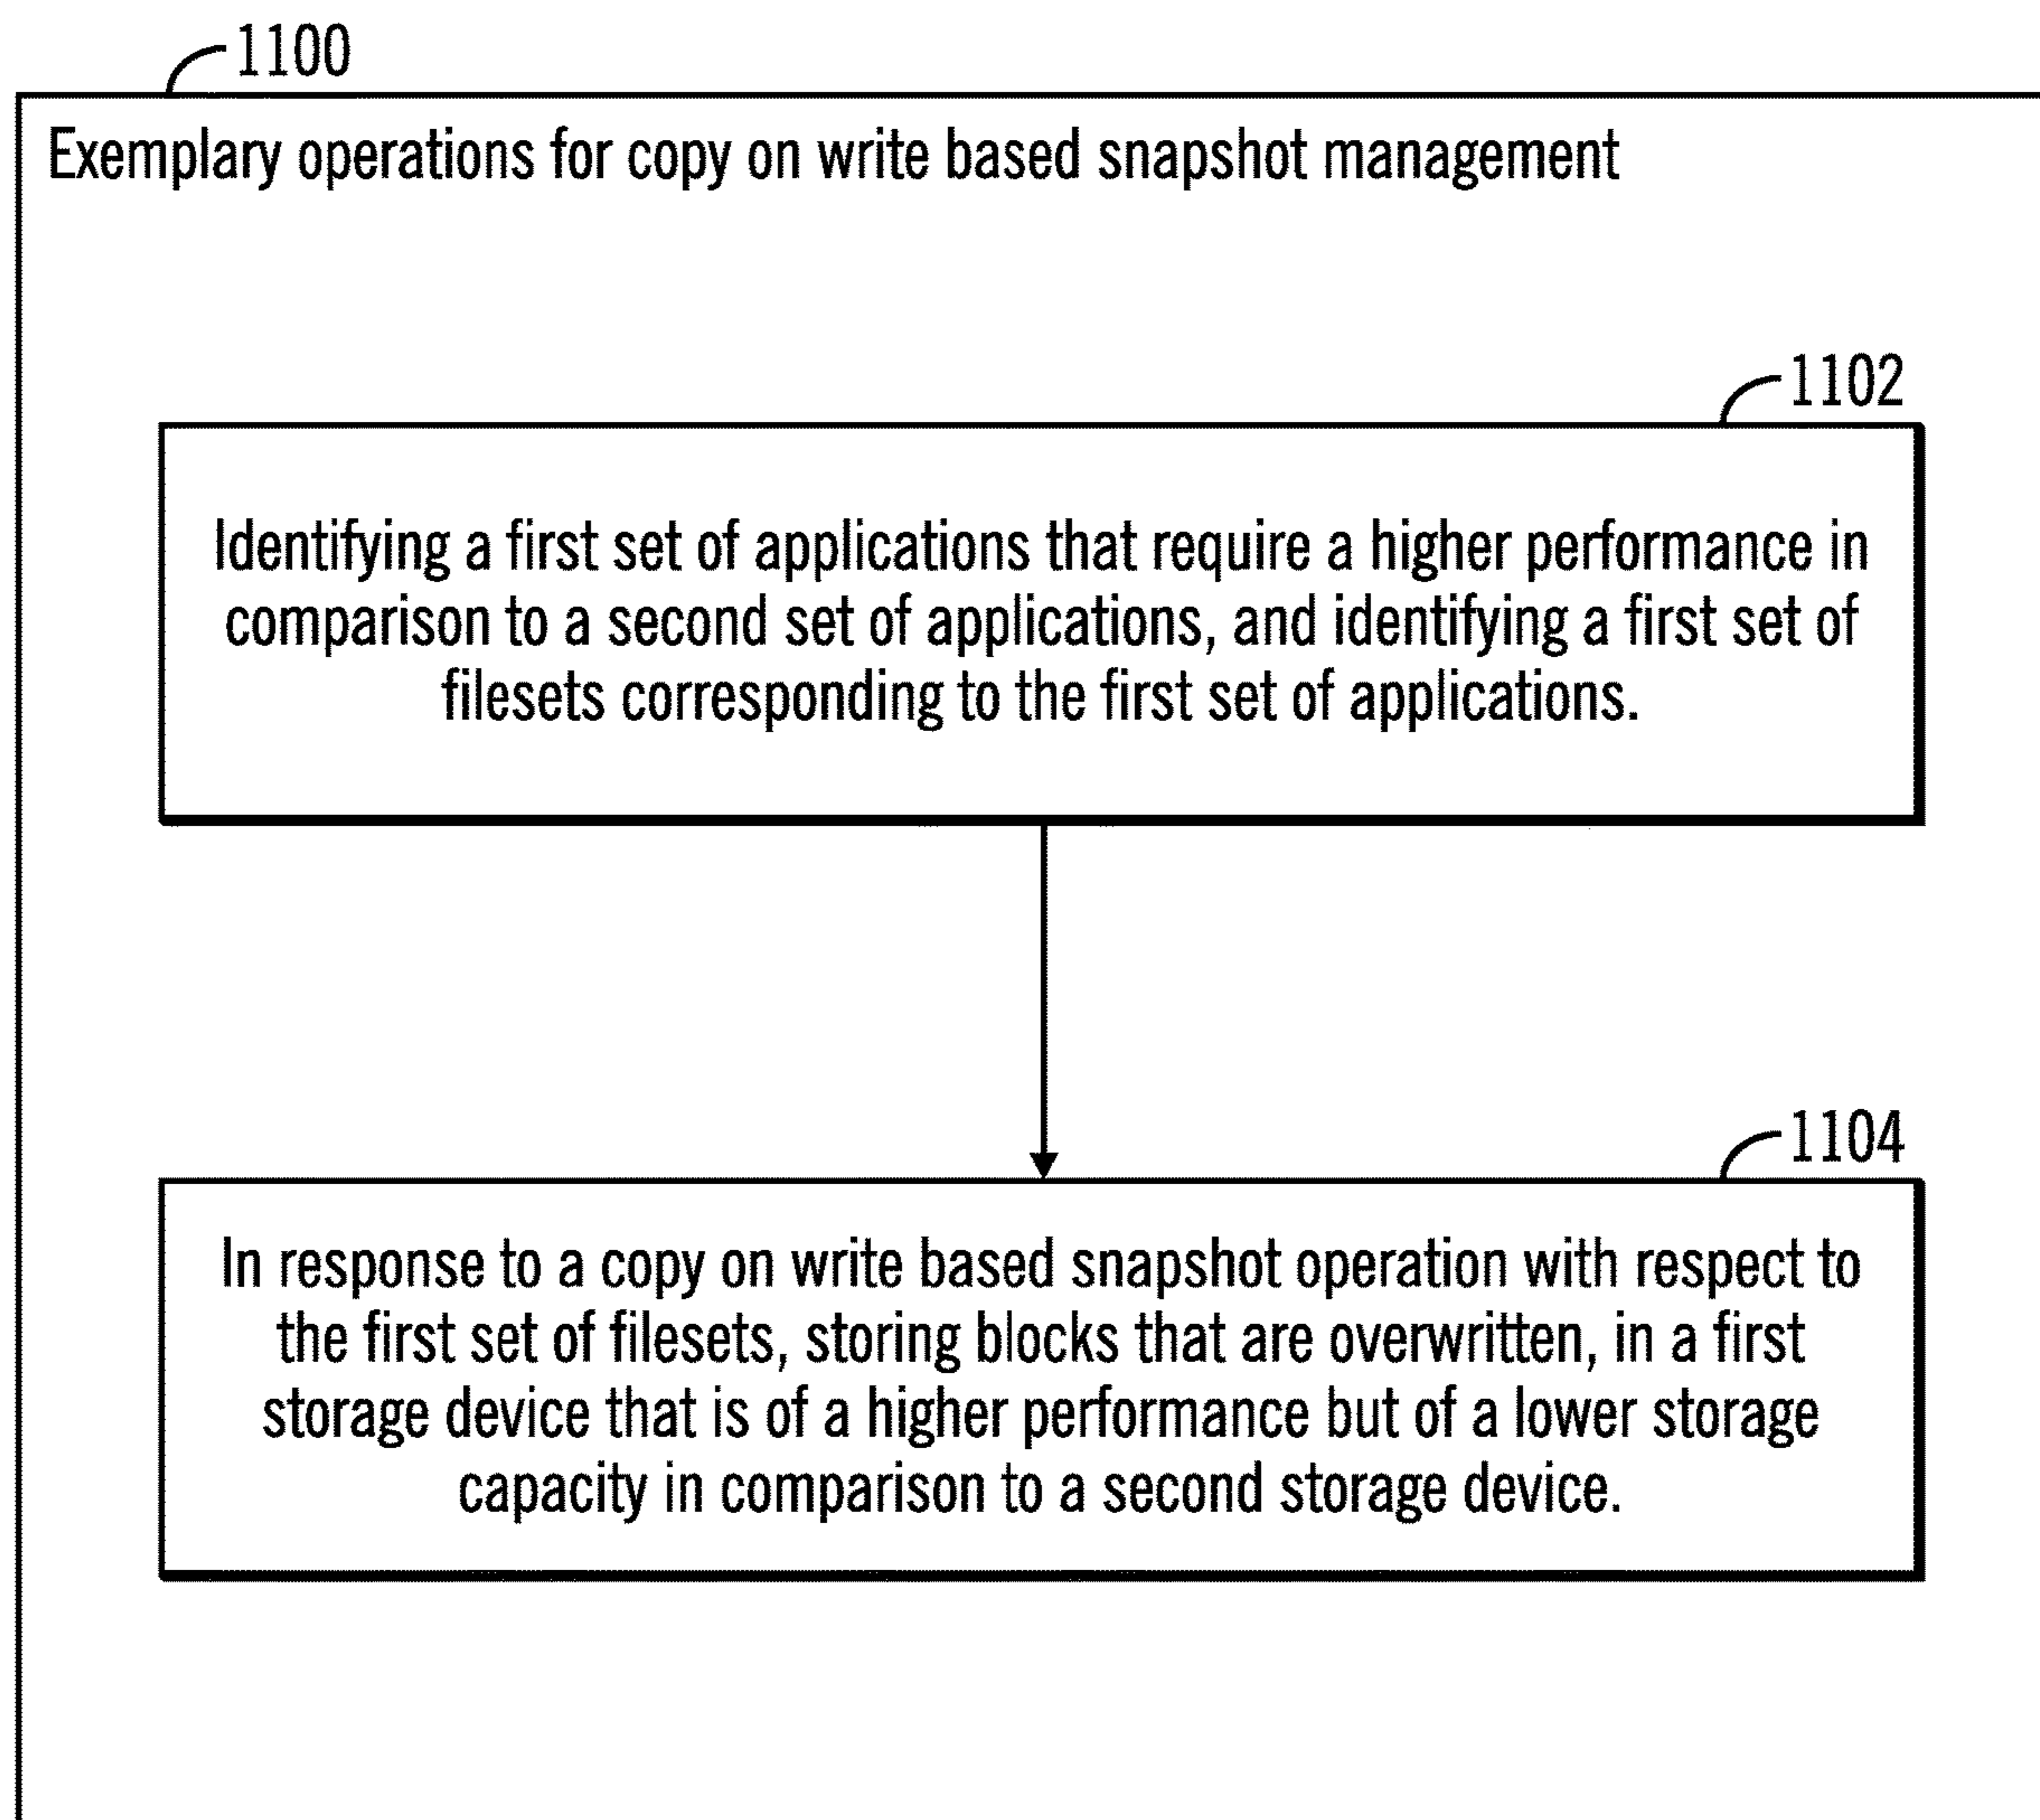 1100
Exemplary operations for copy on write based snapshot management
1102
Identifying a first set of applications that require a higher performance in
comparison to a second set of applications, and identifying a first set of
filesets corresponding to the first set of applications.
1104
In response to a copy on write based snapshot operation with respect to
the first set of filesets, storing blocks that are overwritten, in a first
storage device that is of a higher performance but of a lower storage
capacity in comparison to a second storage device.